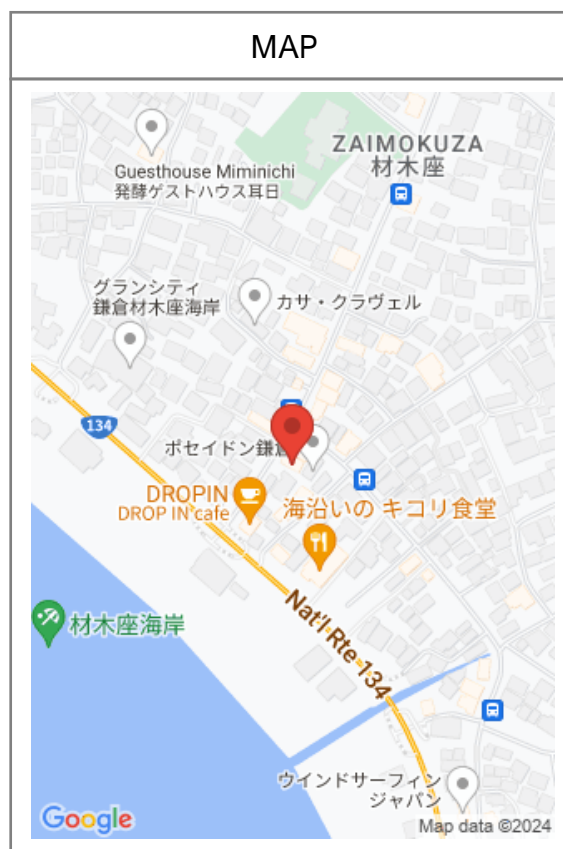 MAP
ZAIMOKUZA
材木座
Guesthouse Miminichi
発酵ゲストハウス耳日
グランシティ
鎌倉材木座海岸
カサ・クラヴェル
134
ポセイドン鎌倉
DROPIN
DROP IN cafe
海沿いの キコリ食堂
材木座海岸
Nat'l Rte 134
ウインドサーフィン
ジャパン
Google
Map data ©2024